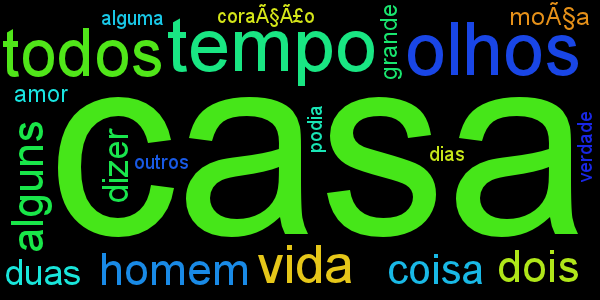 alguma
coraÃ§Ã£o
grande
moÃ§a
todos
tempo
olhos
amor
casa
alguns
dizer
outros
podia
dias
verdade
duas
homem
vida
coisa
dois